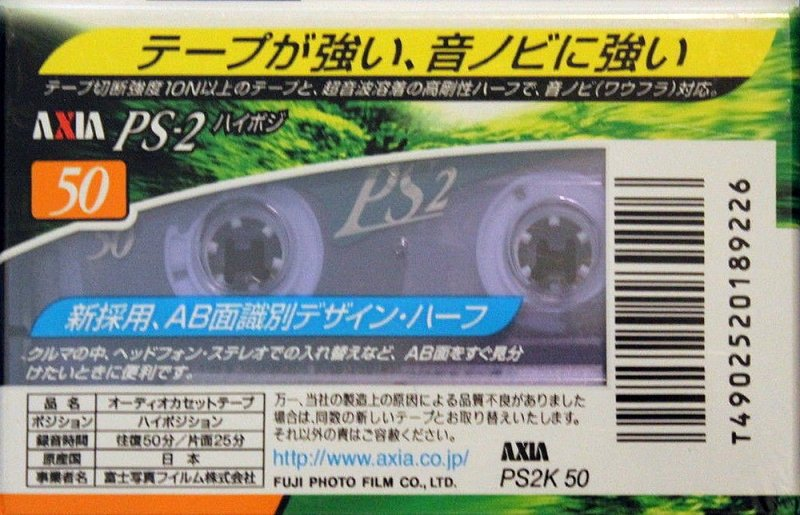 テープが強い、音ノビに強い
テープ切断強度10N以上のテープと、超音波溶着の高剛性ハーフで、音ノビ(ワウフラ)対応。
AXIA PS-2 ハイポジ
50
PS2
50
新採用、AB面識別デザイン・ハーフ
クルマの中、ヘッドフォン・ステレオでの入れ替えなど、AB面をすぐ見分
けたいときに便利です。
品名 オーディオカセットテープ
ポジション ハイポジション
録音時間 往復50分/片面25分
原産国 日本
事業者名 富士写真フイルム株式会社
万一、当社の製造上の原因による品質不良がありました
場合は、同数の新しいテープとお取り替えいたします。
それ以外の責はご容赦ください。
http://www.axia.co.jp/
FUJI PHOTO FILM CO., LTD.
AXIA
PS2K 50
T4902520189226